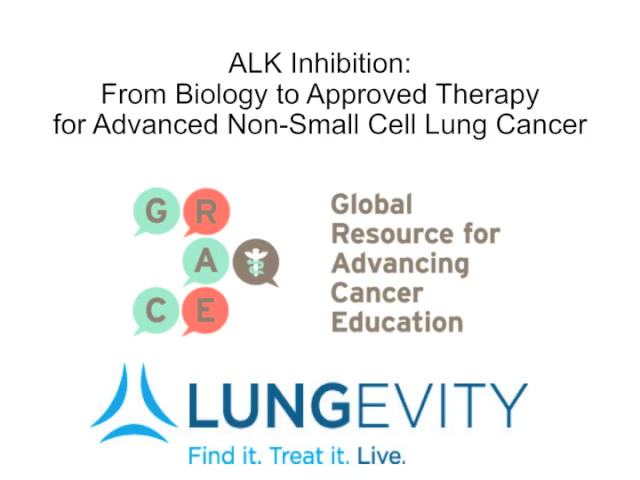 ALK Inhibition:
From Biology to Approved Therapy
for Advanced Non-Small Cell Lung Cancer
G R
A
C E
Global
Resource for
Advancing
Cancer
Education
LUNGEVITY
Find it. Treat it. Live.